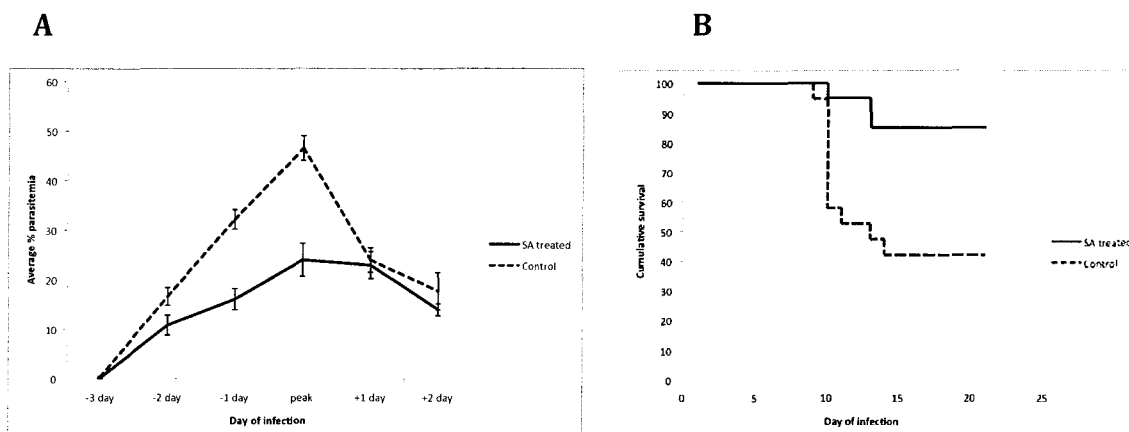 A
60
50
40
30
20
10
0
Average % parasitemia
-3 day -2 day -1 day peak +1 day +2 day
Day of infection
SA treated
Control
B
100
90
80
70
60
50
40
30
20
10
0
Cumulative survival
0 5 10 15 20 25
Day of infection
SA treated
Control